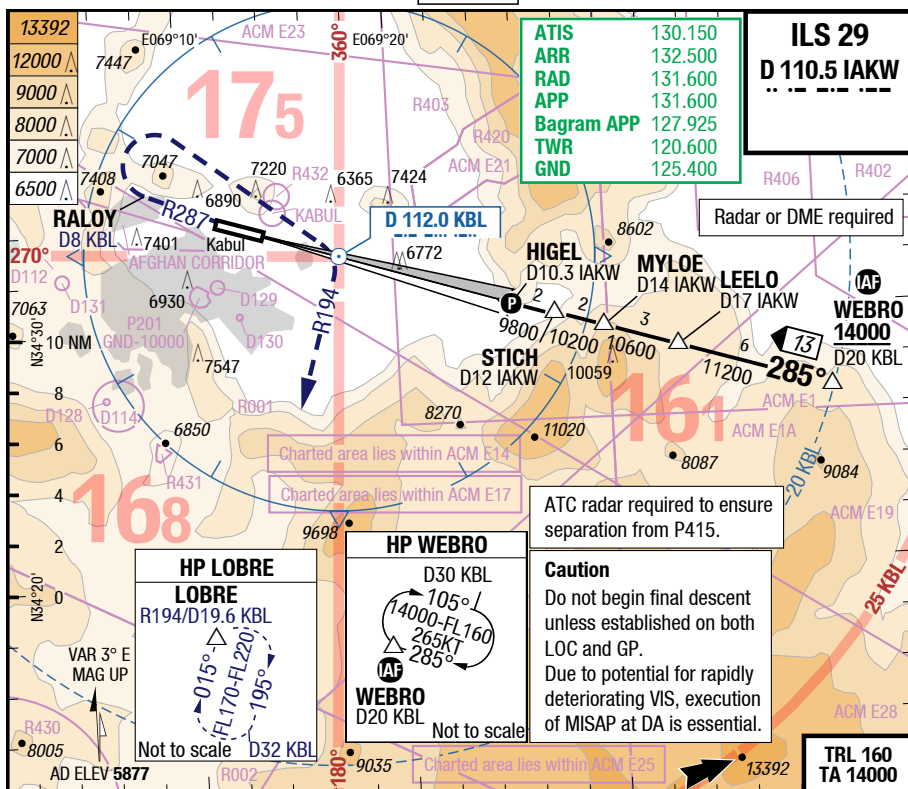 13392
12000
9000
8000
7000
6500
E069°10'
ACM E23
E069°20'
360°
7447
17 5
R403
R420
ACM E21
ATIS 130.150
ARR 132.500
RAD 131.600
APP 131.600
Bagram APP 127.925
TWR 120.600
GND 125.400
ILS 29
D 110.5 IAKW
R406
R402
Radar or DME required
7047
7408
7220
R432
6890
6365
7424
KABUL
RALOY
D8 KBL
R287
7401
Kabul
D 112.0 KBL
270°
AFGHAN CORRIDOR
6772
8602
HIGEL
D10.3 IAKW
MYLOE
D14 IAKW
LEELO
D17 IAKW
IAF
WEBRO
14000
D20 KBL
D112
D131
7063
6930
D129
D130
P201
GND-10000
R194
P
2
2
3
6
13
285°
9800
10200
10600
11200
STICH
D12 IAKW
10059
N34°30'
10 NM
8
6
4
2
0
7547
D128
D114
R001
6850
R431
8270
11020
16 1
ACM E1
ACM E1A
8087
9084
20 KBL
ACM E19
Charted area lies within ACM E14
Charted area lies within ACM E17
16 8
9698
ATC radar required to ensure
separation from P415.
N34°20'
HP LOBRE
LOBRE
R194/D19.6 KBL
015°
FL170-FL220
195°
Not to scale
D32 KBL
HP WEBRO
D30 KBL
105°
14000-FL160
265KT
285°
IAF
WEBRO
D20 KBL
Not to scale
Caution
Do not begin final descent
unless established on both
LOC and GP.
Due to potential for rapidly
deteriorating VIS, execution
of MISAP at DA is essential.
25 KBL
VAR 3° E
MAG UP
R430
8005
AD ELEV 5877
R002
180°
9035
Charted area lies within ACM E25
ACM E28
13392
TRL 160
TA 14000